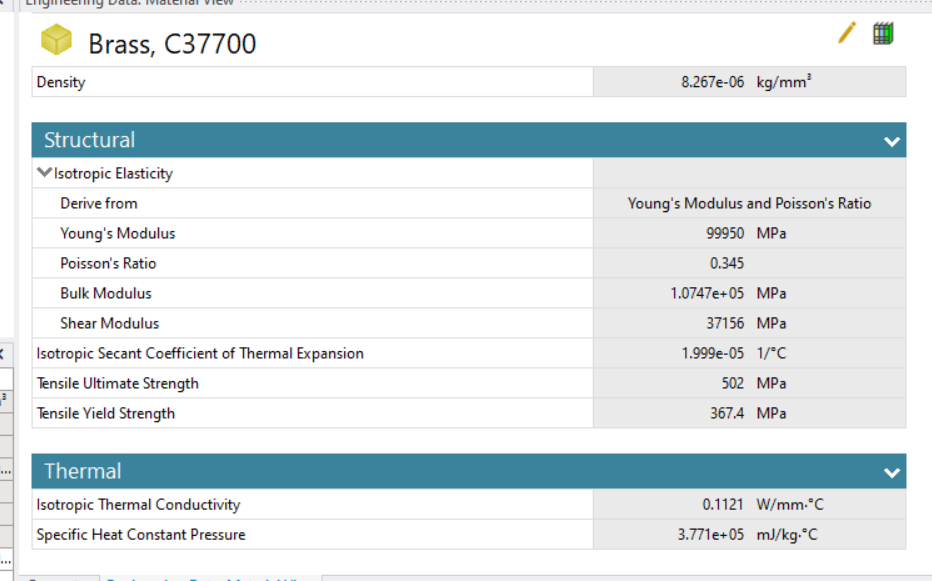 Engineering Data: Material View
Brass, C37700
Density 8.267e-06 kg/mm³
Structural
Isotropic Elasticity
Derive from Young's Modulus and Poisson's Ratio
Young's Modulus 99950 MPa
Poisson's Ratio 0.345
Bulk Modulus 1.0747e+05 MPa
Shear Modulus 37156 MPa
Isotropic Secant Coefficient of Thermal Expansion 1.999e-05 1/°C
Tensile Ultimate Strength 502 MPa
Tensile Yield Strength 367.4 MPa
Thermal
Isotropic Thermal Conductivity 0.1121 W/mm·°C
Specific Heat Constant Pressure 3.771e+05 mJ/kg·°C